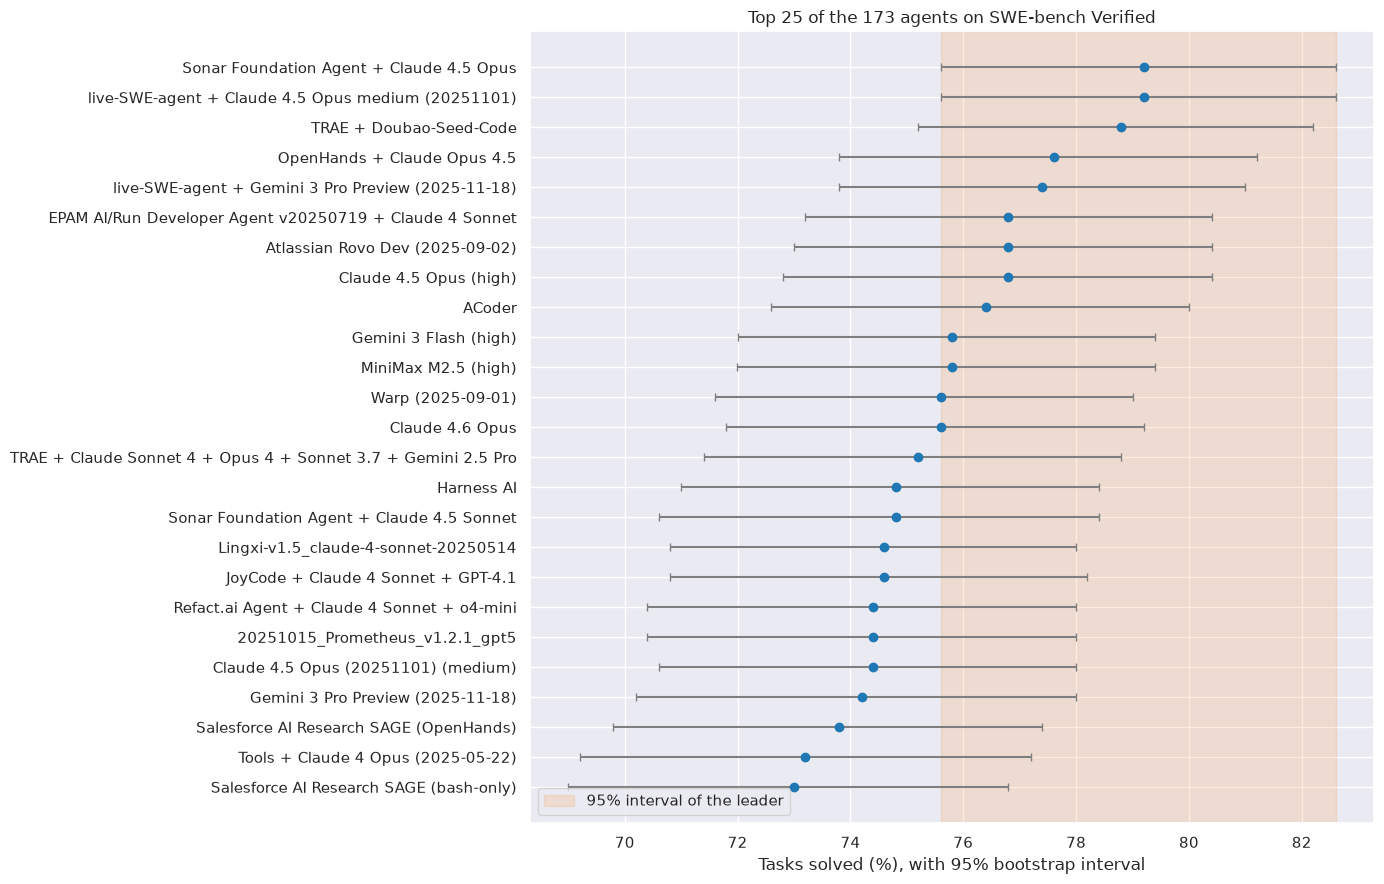 Top 25 of the 173 agents on SWE-bench Verified
Sonar Foundation Agent + Claude 4.5 Opus
live-SWE-agent + Claude 4.5 Opus medium (20251101)
TRAE + Doubao-Seed-Code
OpenHands + Claude Opus 4.5
live-SWE-agent + Gemini 3 Pro Preview (2025-11-18)
EPAM AI/Run Developer Agent v20250719 + Claude 4 Sonnet
Atlassian Rovo Dev (2025-09-02)
Claude 4.5 Opus (high)
ACoder
Gemini 3 Flash (high)
MiniMax M2.5 (high)
Warp (2025-09-01)
Claude 4.6 Opus
TRAE + Claude Sonnet 4 + Opus 4 + Sonnet 3.7 + Gemini 2.5 Pro
Harness AI
Sonar Foundation Agent + Claude 4.5 Sonnet
Lingxi-v1.5_claude-4-sonnet-20250514
JoyCode + Claude 4 Sonnet + GPT-4.1
Refact.ai Agent + Claude 4 Sonnet + o4-mini
20251015_Prometheus_v1.2.1_gpt5
Claude 4.5 Opus (20251101) (medium)
Gemini 3 Pro Preview (2025-11-18)
Salesforce AI Research SAGE (OpenHands)
Tools + Claude 4 Opus (2025-05-22)
Salesforce AI Research SAGE (bash-only)
95% interval of the leader
70 72 74 76 78 80 82
Tasks solved (%), with 95% bootstrap interval